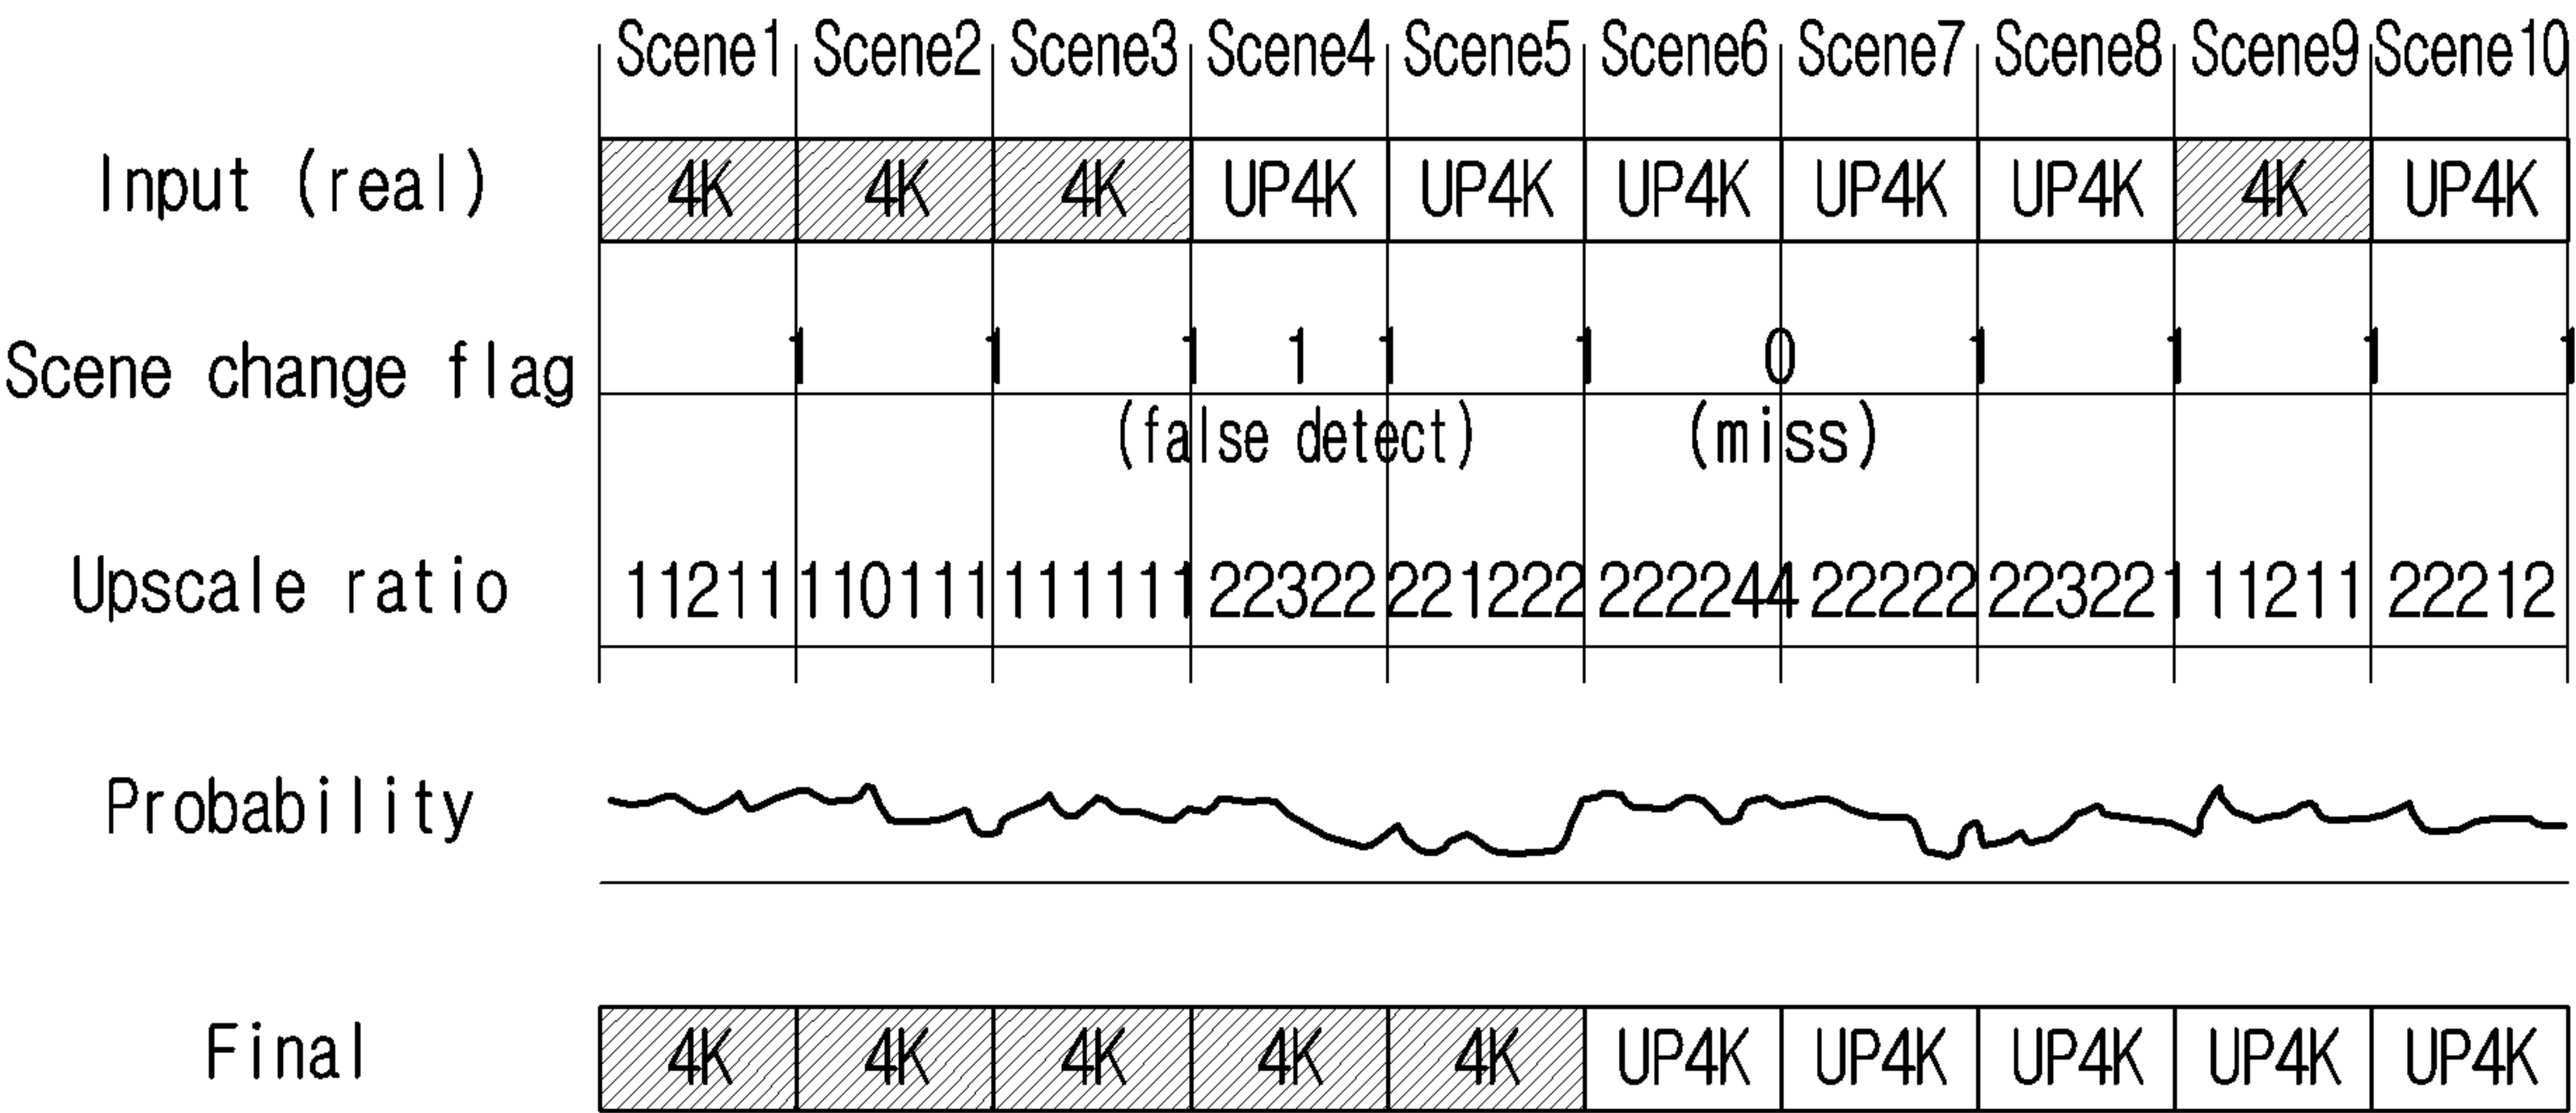 Scene1 Scene2 Scene3 Scene4 Scene5 Scene6 Scene7 Scene8 Scene9 Scene10
Input (real) 4K 4K 4K UP4K UP4K UP4K UP4K UP4K 4K UP4K
Scene change flag 1 1 1 1 1 1 0 1 1 1 1
(false detect) (miss)
Upscale ratio 11211 110111 111111 22322 221222 222244 22222 223221 11211 22212
Probability
Final 4K 4K 4K 4K 4K UP4K UP4K UP4K UP4K UP4K